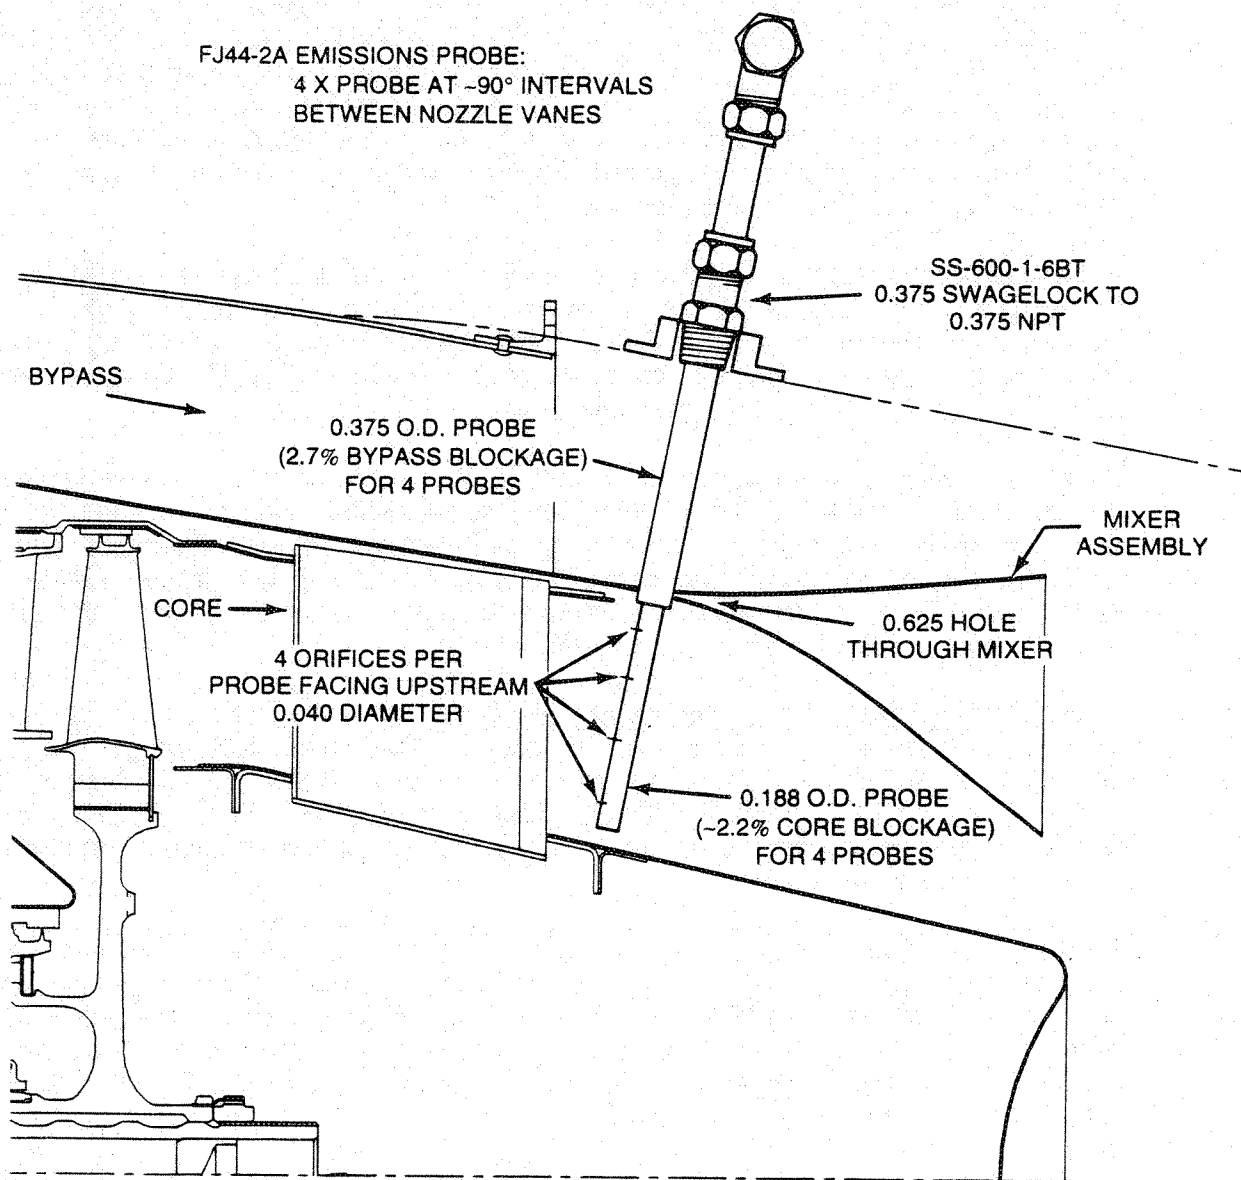 FJ44-2A EMISSIONS PROBE:
4 X PROBE AT ~90° INTERVALS
BETWEEN NOZZLE VANES
SS-600-1-6BT
0.375 SWAGELOCK TO
0.375 NPT
BYPASS
0.375 O.D. PROBE
(2.7% BYPASS BLOCKAGE)
FOR 4 PROBES
MIXER
ASSEMBLY
CORE
0.625 HOLE
THROUGH MIXER
4 ORIFICES PER
PROBE FACING UPSTREAM
0.040 DIAMETER
0.188 O.D. PROBE
(~2.2% CORE BLOCKAGE)
FOR 4 PROBES